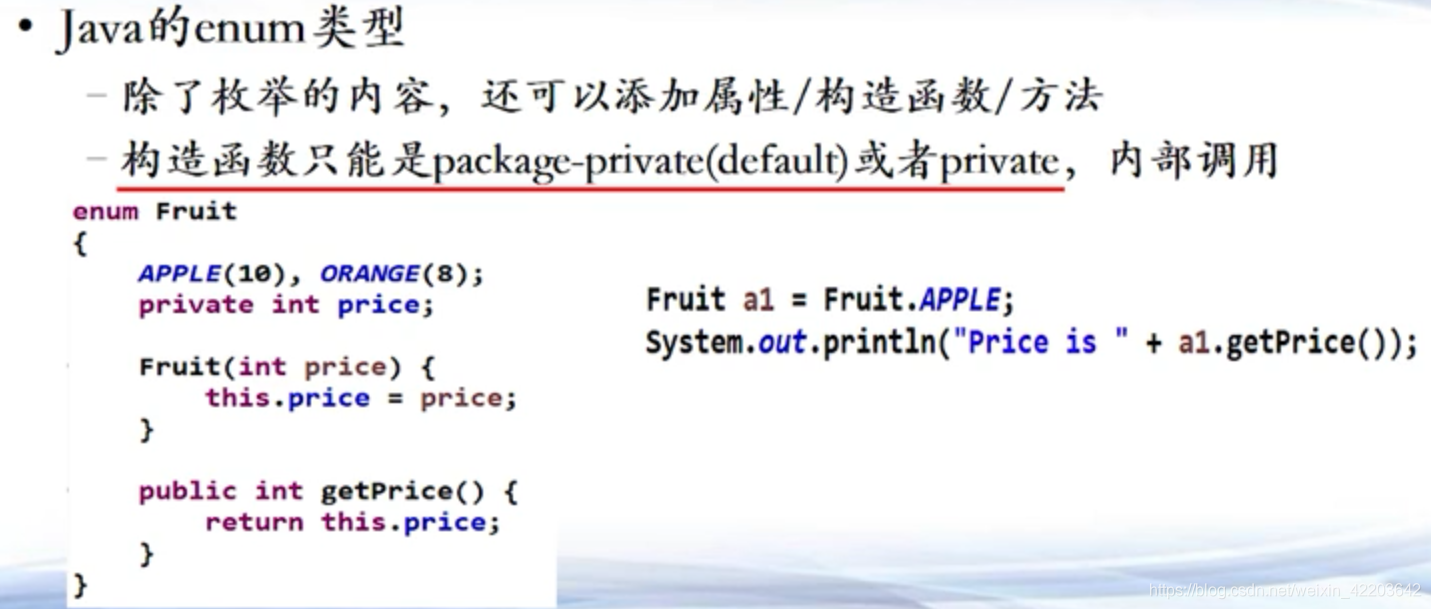 • Java的enum类型
– 除了枚举的内容，还可以添加属性/构造函数/方法
– 构造函数只能是package-private(default)或者private，内部调用
enum Fruit
{
    APPLE(10), ORANGE(8);
    private int price;
    Fruit(int price) {
        this.price = price;
    }
    public int getPrice() {
        return this.price;
    }
}
Fruit a1 = Fruit.APPLE;
System.out.println("Price is " + a1.getPrice());
https://blog.csdn.net/weixin_42203642